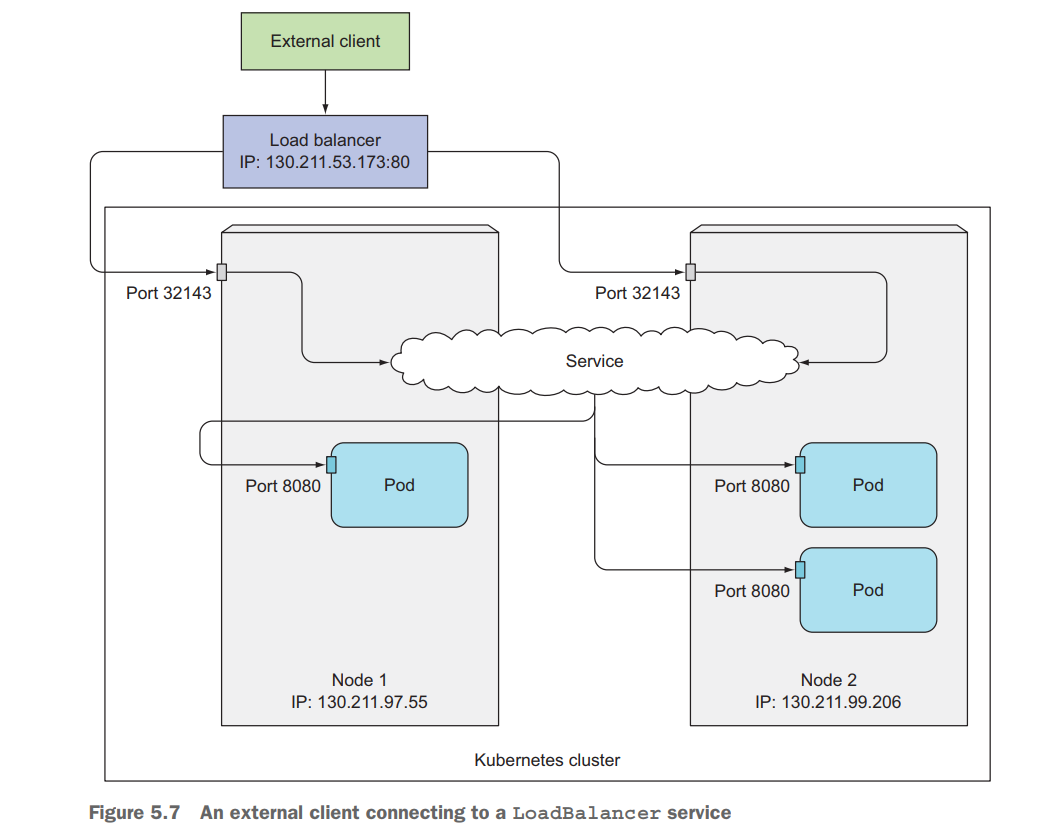 External client
Load balancer
IP: 130.211.53.173:80
Port 32143
Port 32143
Service
Port 8080
Pod
Port 8080
Pod
Port 8080
Pod
Node 1
IP: 130.211.97.55
Node 2
IP: 130.211.99.206
Kubernetes cluster
Figure 5.7 An external client connecting to a LoadBalancer service